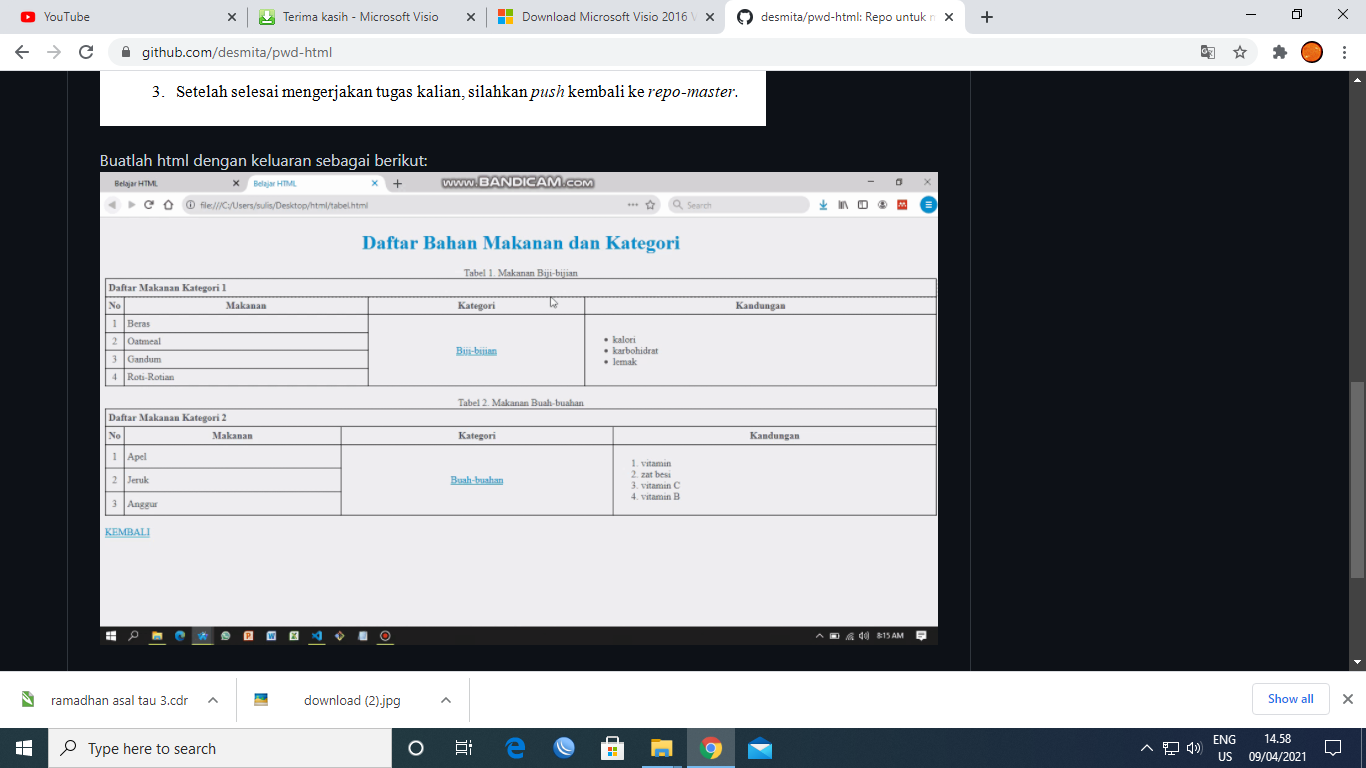 YouTube
Terima kasih - Microsoft Visio
Download Microsoft Visio 2016 V
desmita/pwd-html: Repo untuk
github.com/desmita/pwd-html
3. Setelah selesai mengerjakan tugas kalian, silahkan push kembali ke repo-master.
Buatlah html dengan keluaran sebagai berikut:
Belajar HTML
Belajar HTML
www.BANDICAM.com
file:///C:/Users/sulis/Desktop/html/tabel.html
Search
Daftar Bahan Makanan dan Kategori
Tabel 1. Makanan Biji-bijian
Daftar Makanan Kategori 1
No Makanan Kategori Kandungan
1 Beras
2 Oatmeal
3 Gandum
4 Roti-Rotian
Biji-bijian
• kalori
• karbohidrat
• lemak
Tabel 2. Makanan Buah-buahan
Daftar Makanan Kategori 2
No Makanan Kategori Kandungan
1 Apel
2 Jeruk
3 Anggur
Buah-buahan
1. vitamin
2. zat besi
3. vitamin C
4. vitamin B
KEMBALI
8:15 AM
ramadhan asal tau 3.cdr
download (2).jpg
Show all
Type here to search
ENG
US
14.58
09/04/2021